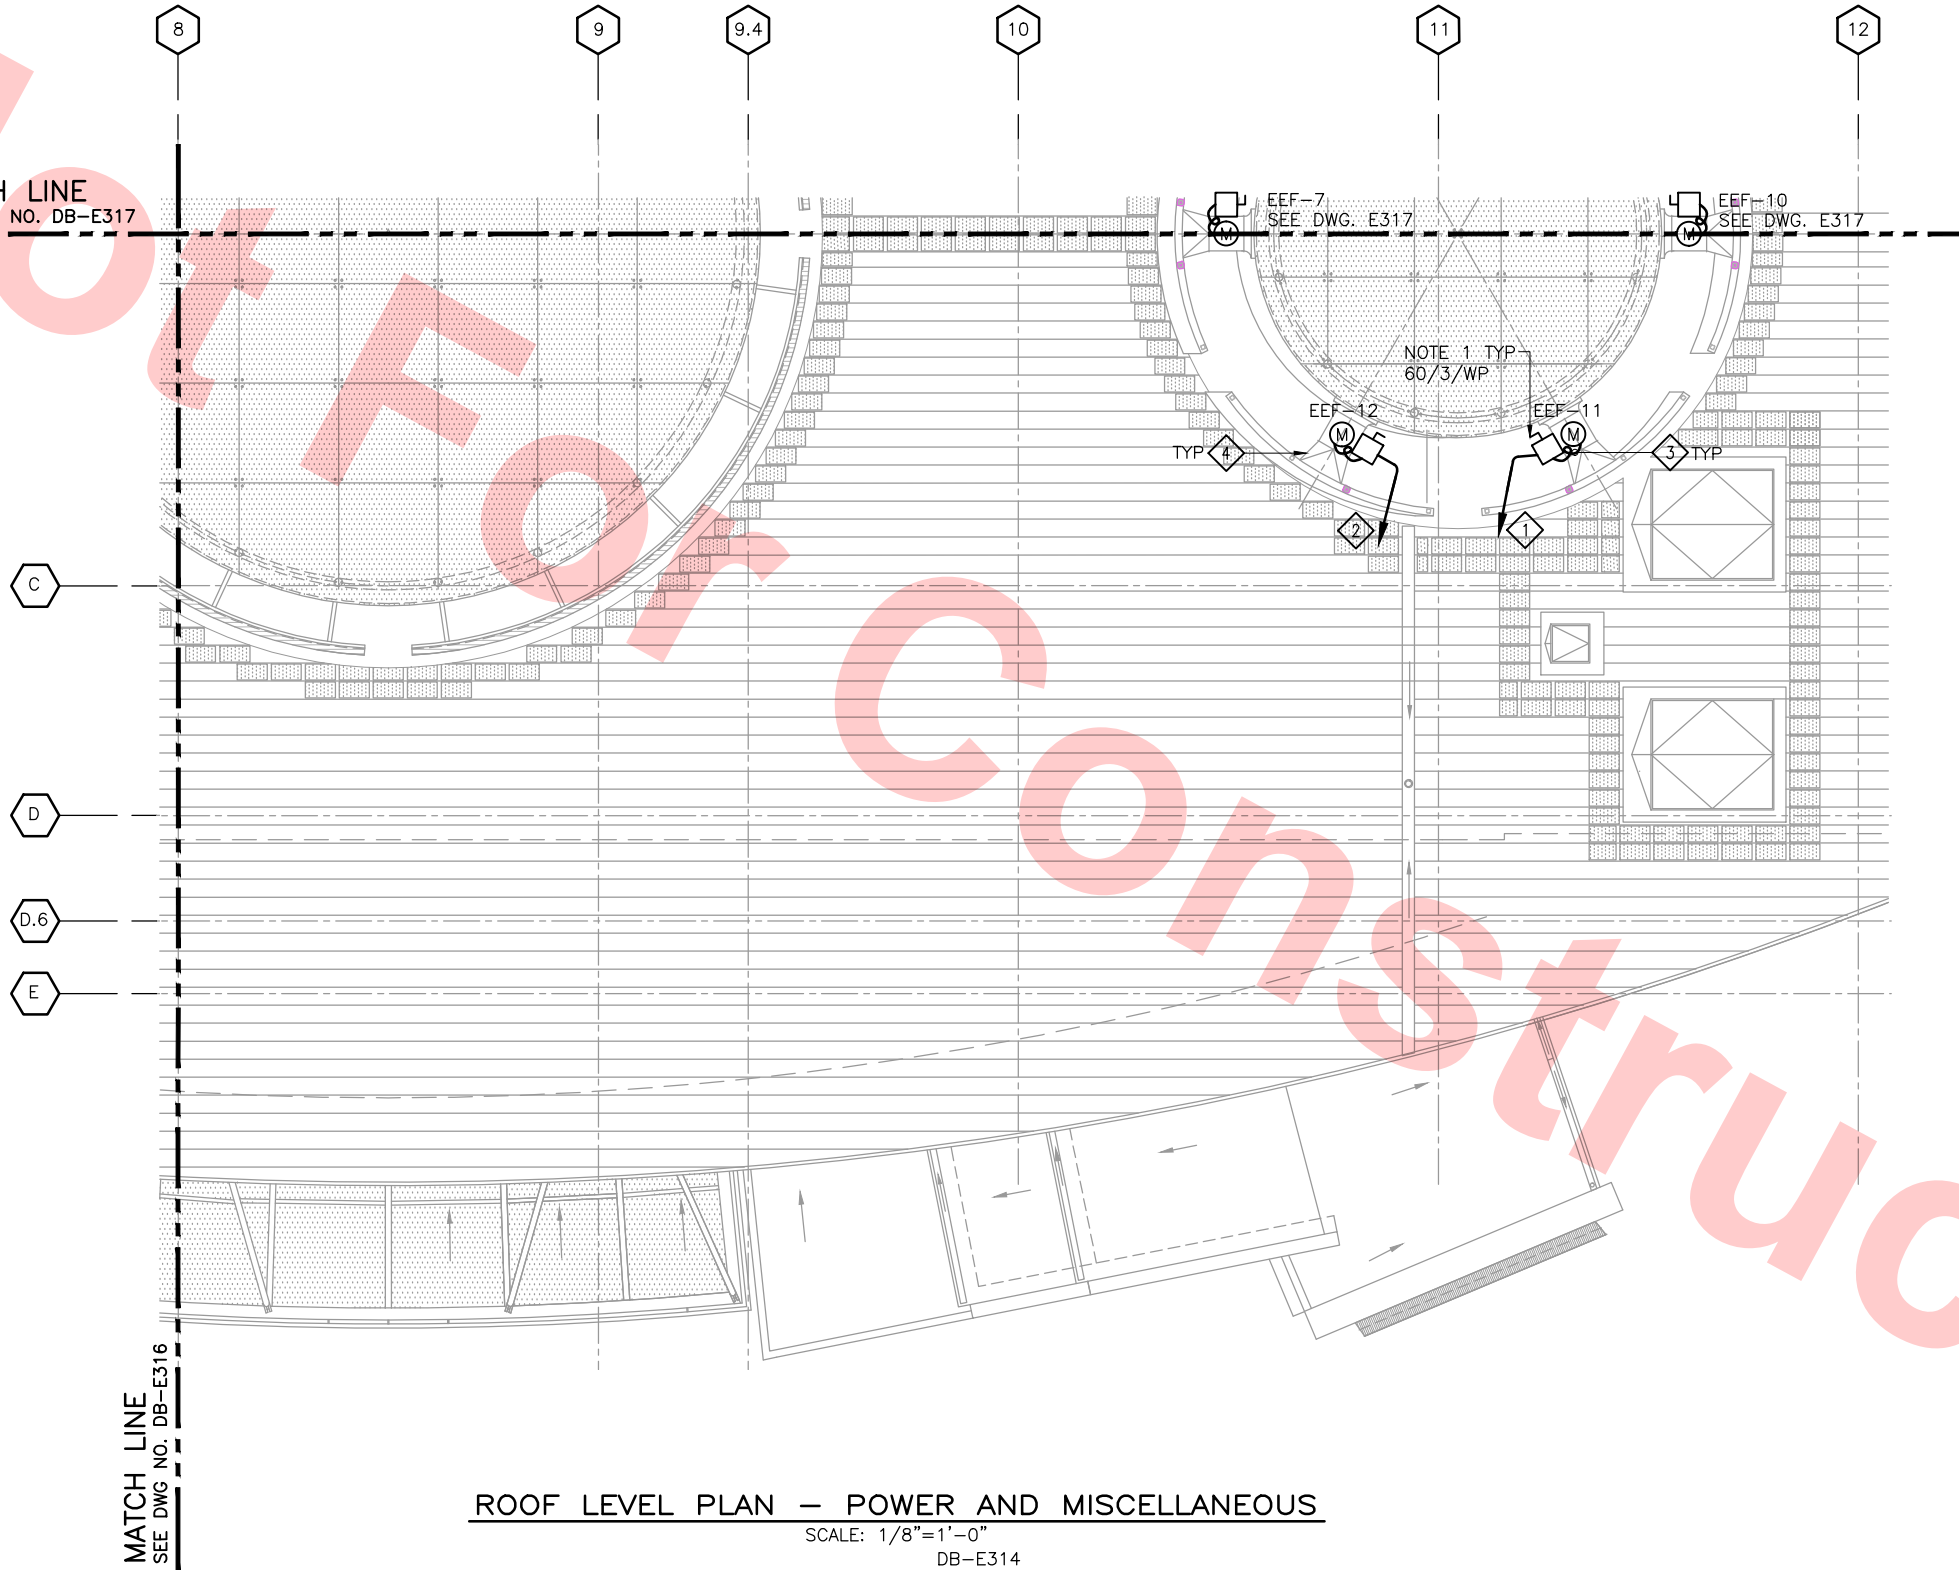 8
9
9.4
10
11
12
H LINE
NO. DB-E317
EEF-7
SEE DWG. E317
EEF-10
SEE DWG. E317
M
M
NOTE 1 TYP
60/3/WP
EEF-12
EEF-11
M
M
TYP 4
3 TYP
2
1
C
D
D.6
E
MATCH LINE
SEE DWG NO. DB-E316
ROOF LEVEL PLAN - POWER AND MISCELLANEOUS
SCALE: 1/8"=1'-0"
DB-E314
ot For Construc